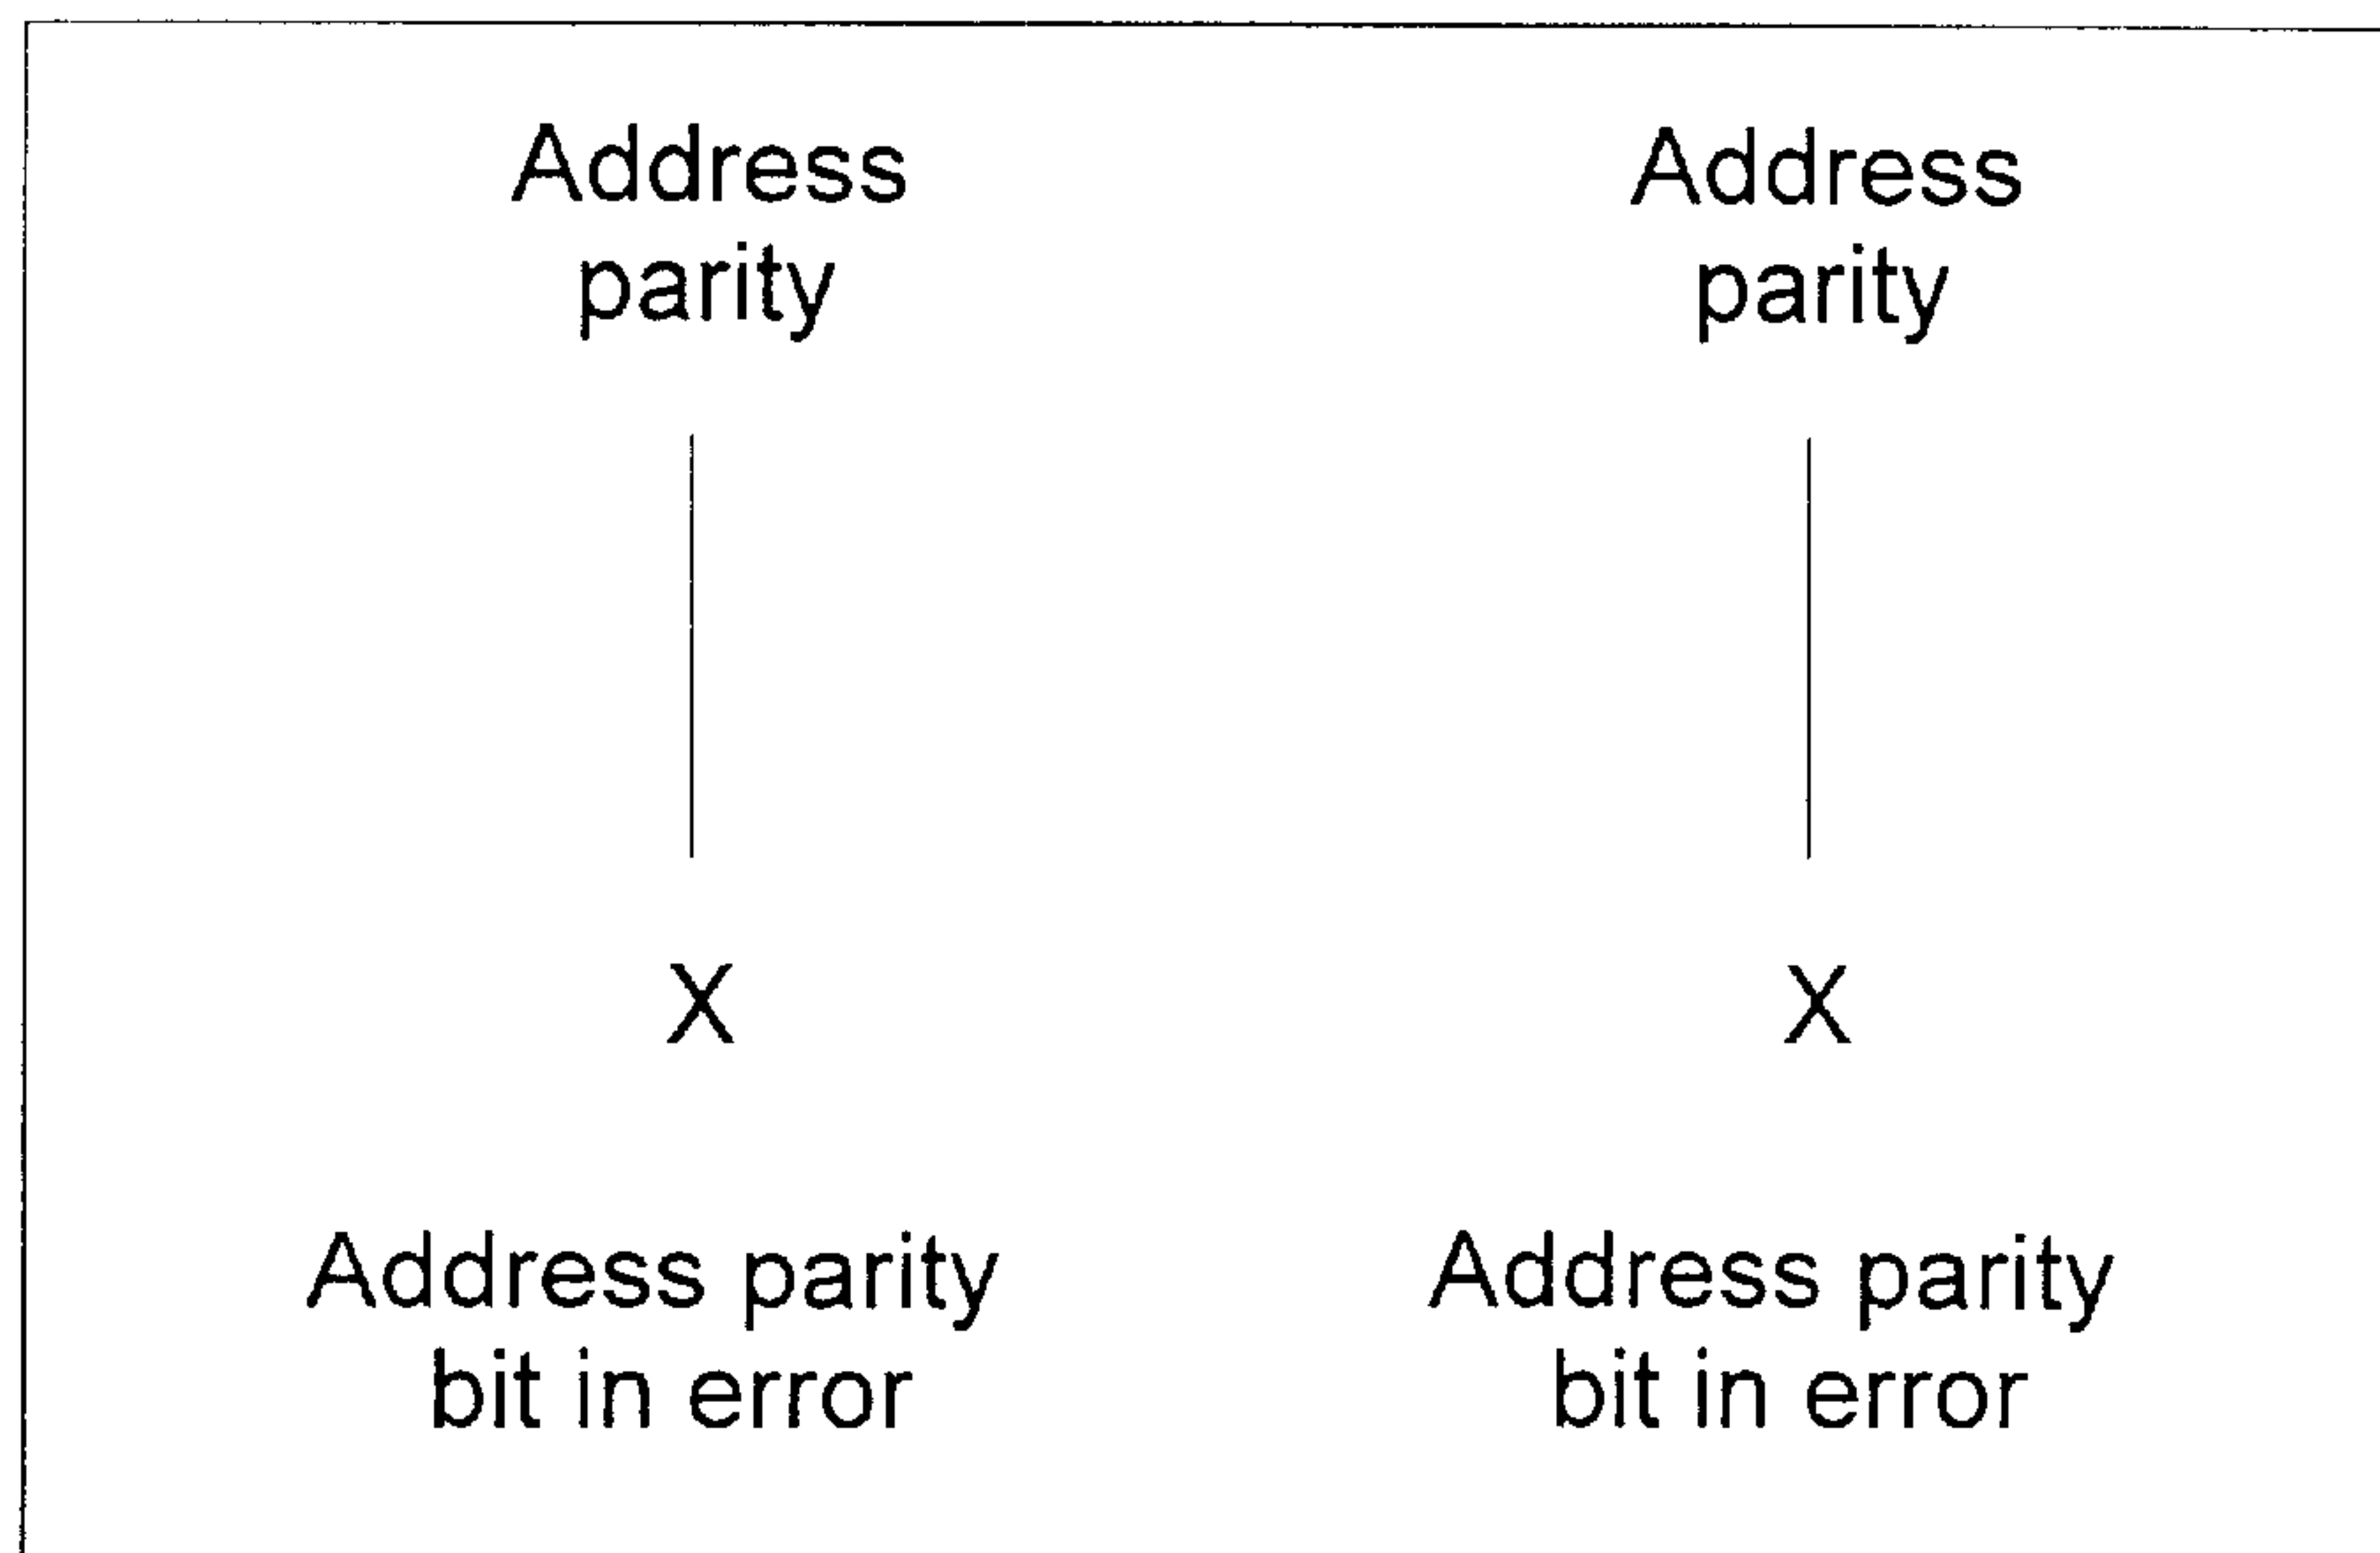 Address
parity
Address
parity
X
X
Address parity
bit in error
Address parity
bit in error